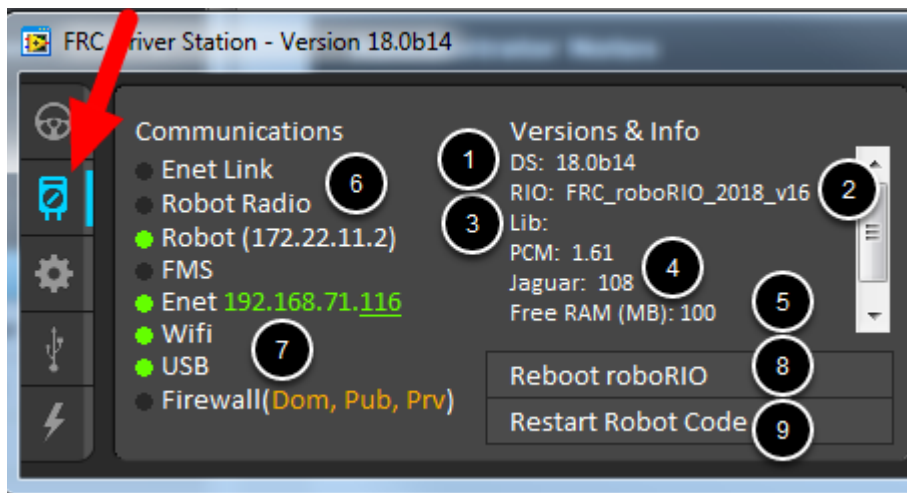 FRC Driver Station - Version 18.0b14
Communications
Enet Link
Robot Radio
Robot (172.22.11.2)
FMS
Enet 192.168.71.116
Wifi
USB
Firewall(Dom, Pub, Prv)
6
7
Versions & Info
DS: 18.0b14
RIO: FRC_roboRIO_2018_v16
Lib:
PCM: 1.61
Jaguar: 108
Free RAM (MB): 100
1
2
3
4
5
Reboot roboRIO
8
Restart Robot Code
9